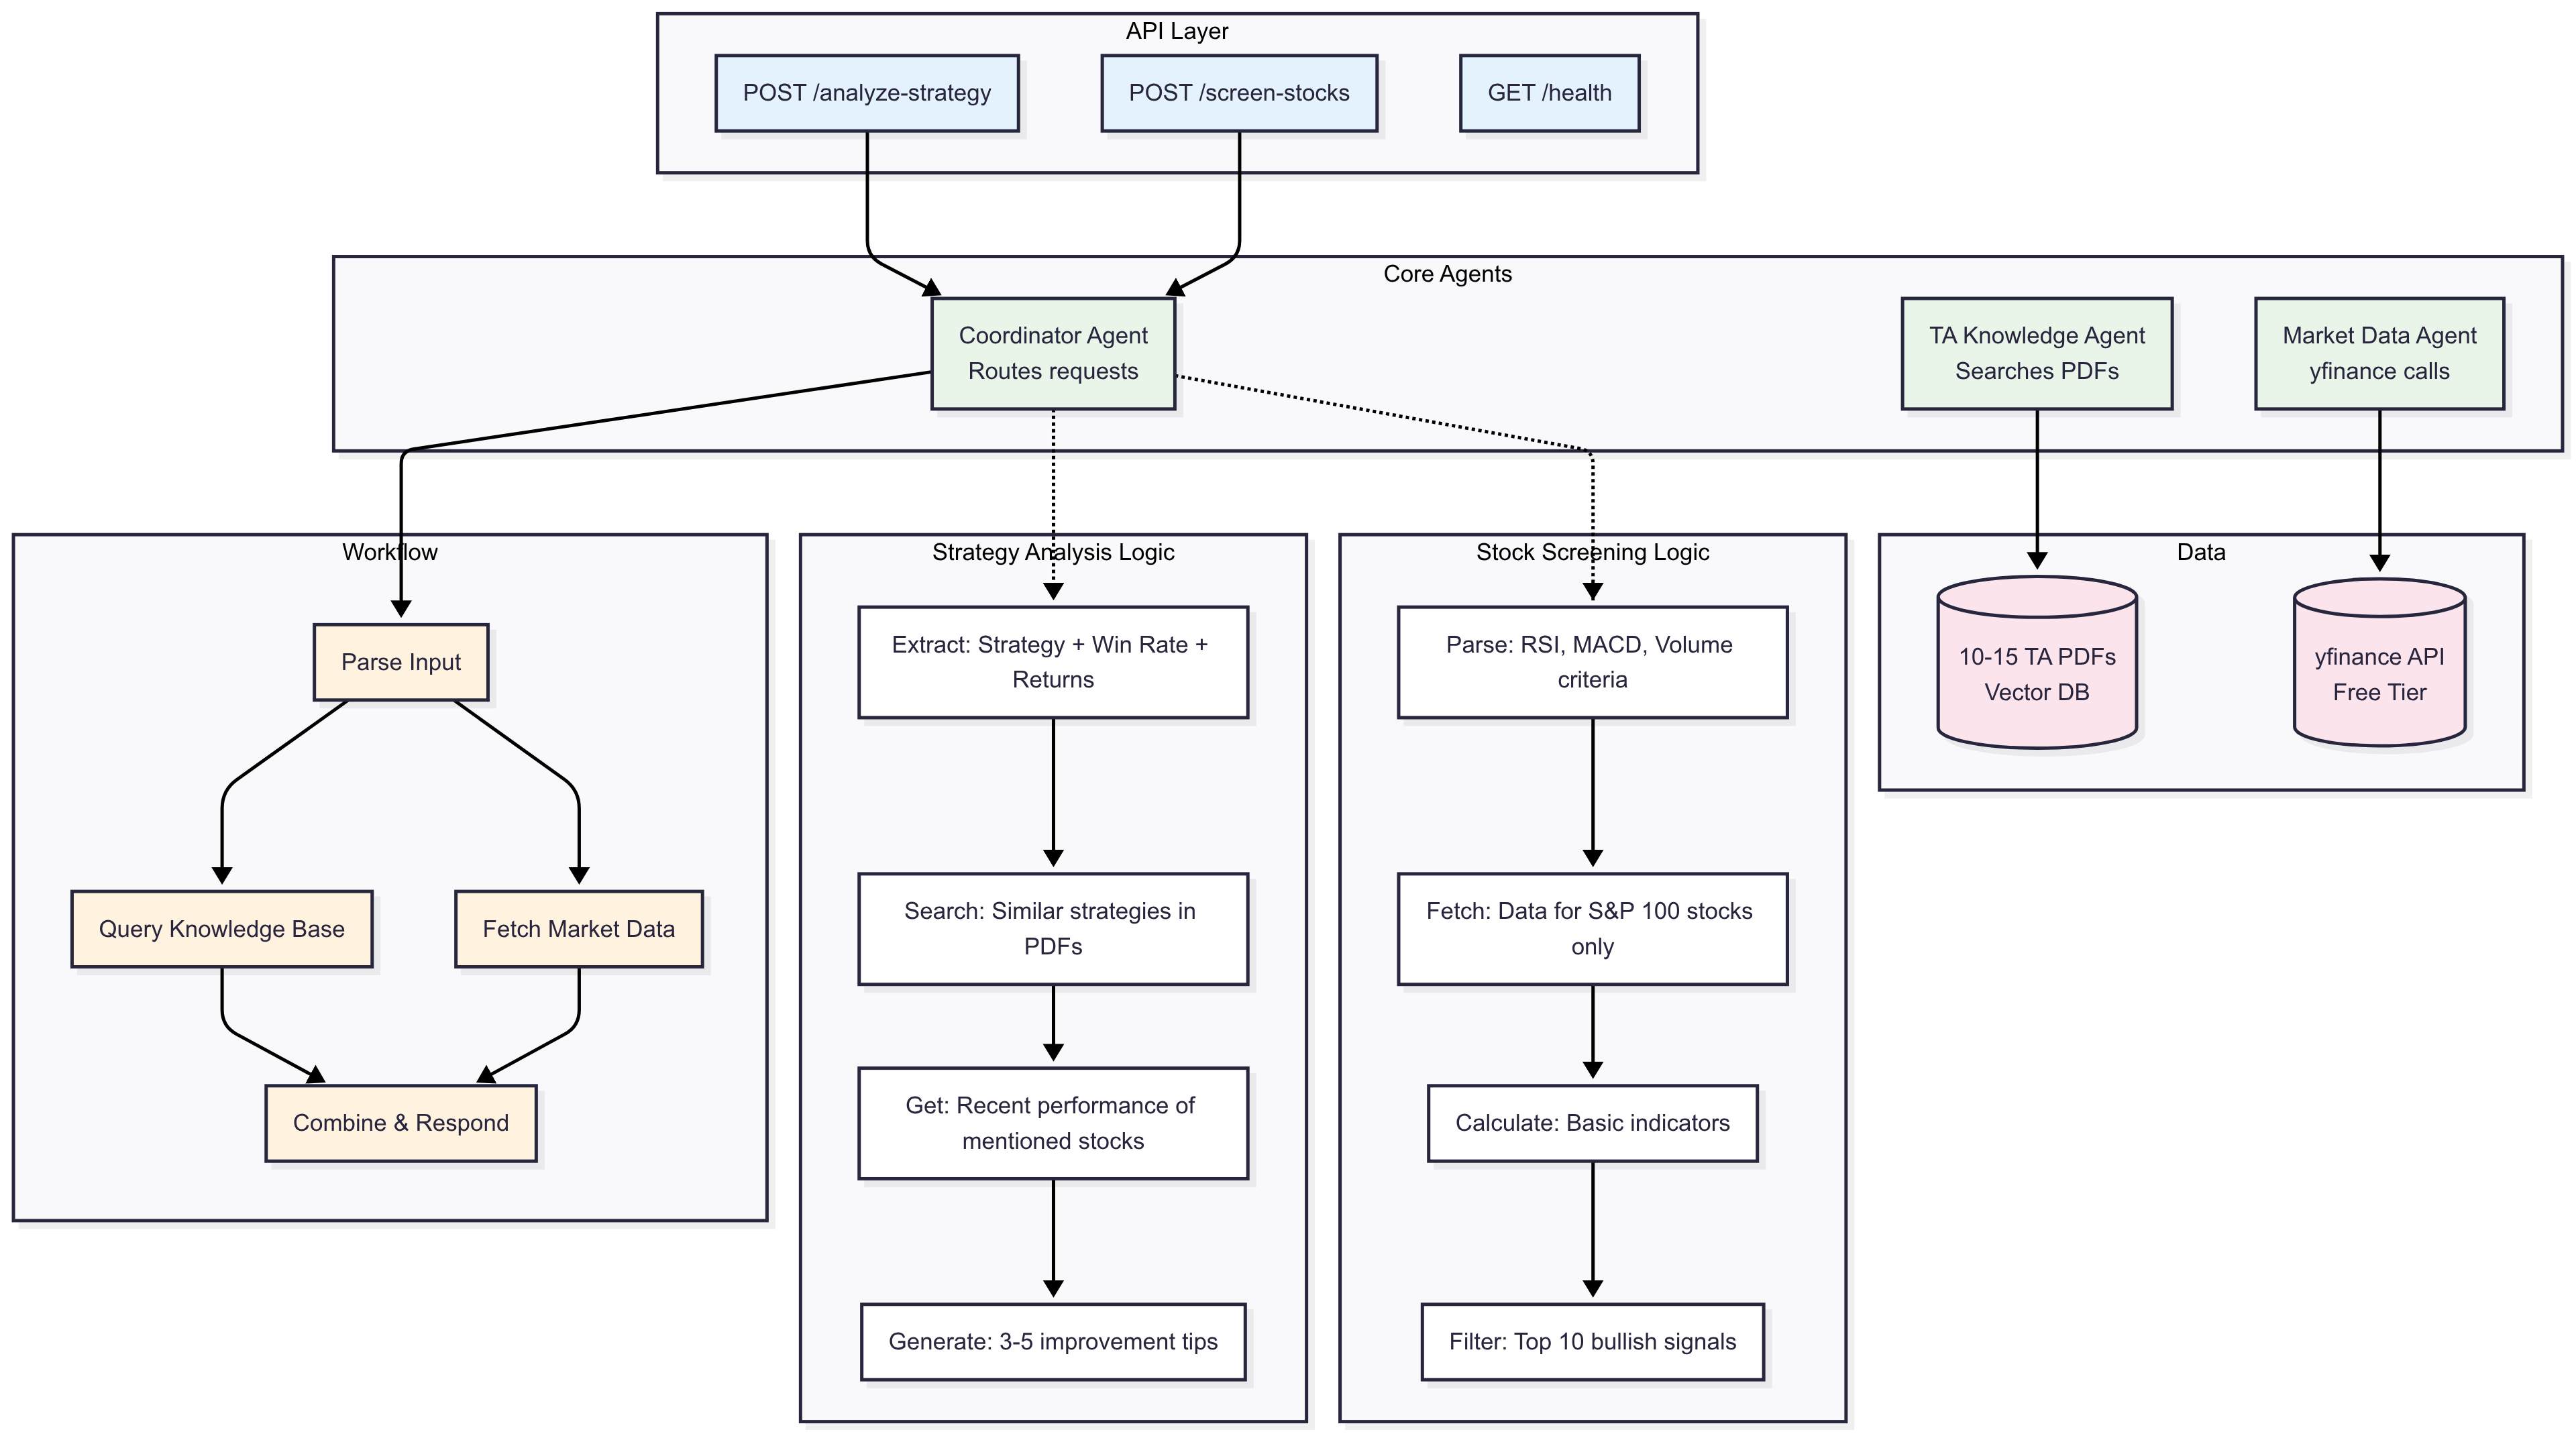 API Layer
POST /analyze-strategy
POST /screen-stocks
GET /health
Core Agents
Coordinator Agent
Routes requests
TA Knowledge Agent
Searches PDFs
Market Data Agent
yfinance calls
Workflow
Parse Input
Query Knowledge Base
Fetch Market Data
Combine & Respond
Strategy Analysis Logic
Extract: Strategy + Win Rate +
Returns
Search: Similar strategies in
PDFs
Get: Recent performance of
mentioned stocks
Generate: 3-5 improvement tips
Stock Screening Logic
Parse: RSI, MACD, Volume
criteria
Fetch: Data for S&P 100 stocks
only
Calculate: Basic indicators
Filter: Top 10 bullish signals
Data
10-15 TA PDFs
Vector DB
yfinance API
Free Tier